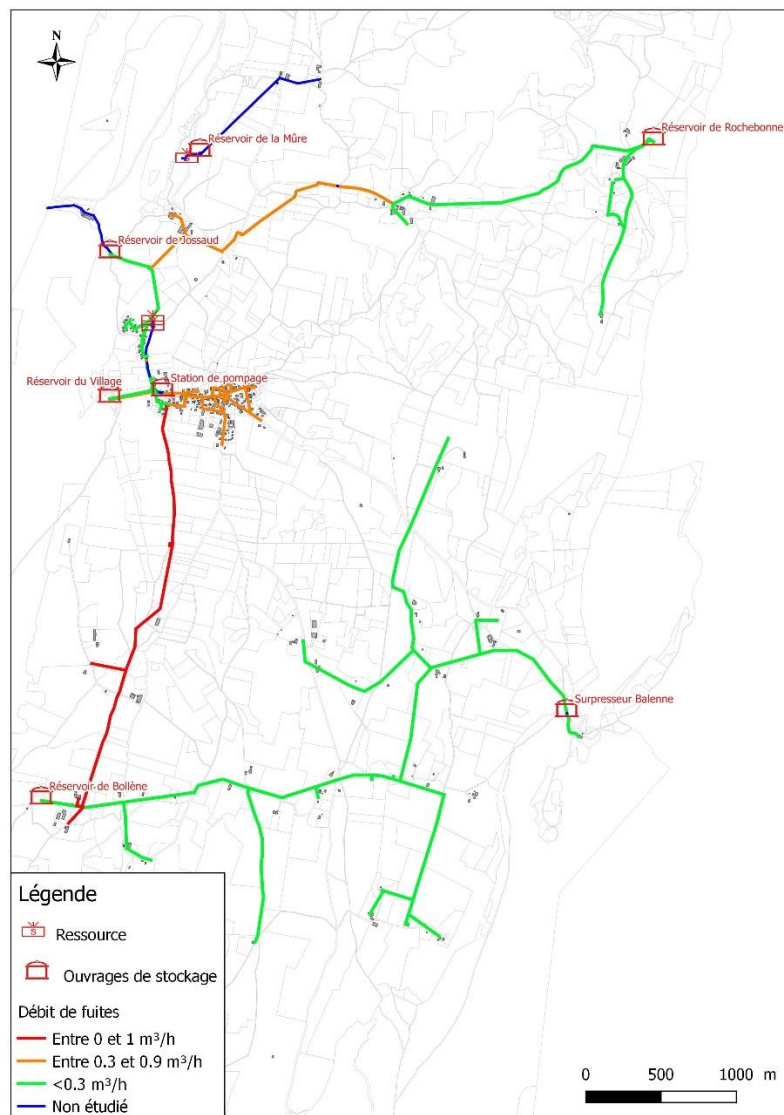 N
Réservoir de la Mûre
Réservoir de Rochebonne
Réservoir de Jossaud
Réservoir du Village
Station de pompage
Surpresseur Balenne
Réservoir de Bollène
Légende
S
Ressource
Ouvrages de stockage
Débit de fuites
Entre 0 et 1 m³/h
Entre 0.3 et 0.9 m³/h
<0.3 m³/h
Non étudié
0 500 1000 m